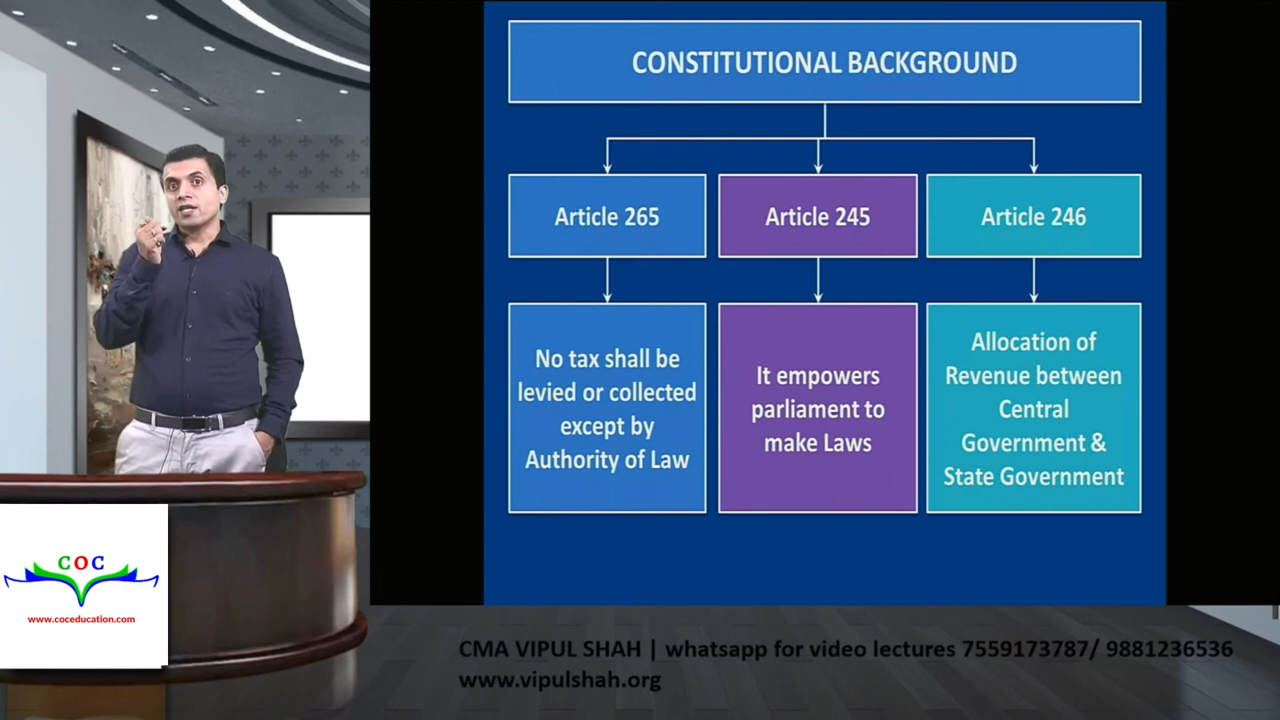 CONSTITUTIONAL BACKGROUND
Article 265
Article 245
Article 246
No tax shall be
levied or collected
except by
Authority of Law
It empowers
parliament to
make Laws
Allocation of
Revenue between
Central
Government &
State Government
COC
www.coceducation.com
CMA VIPUL SHAH | whatsapp for video lectures 7559173787/ 9881236536
www.vipulshah.org